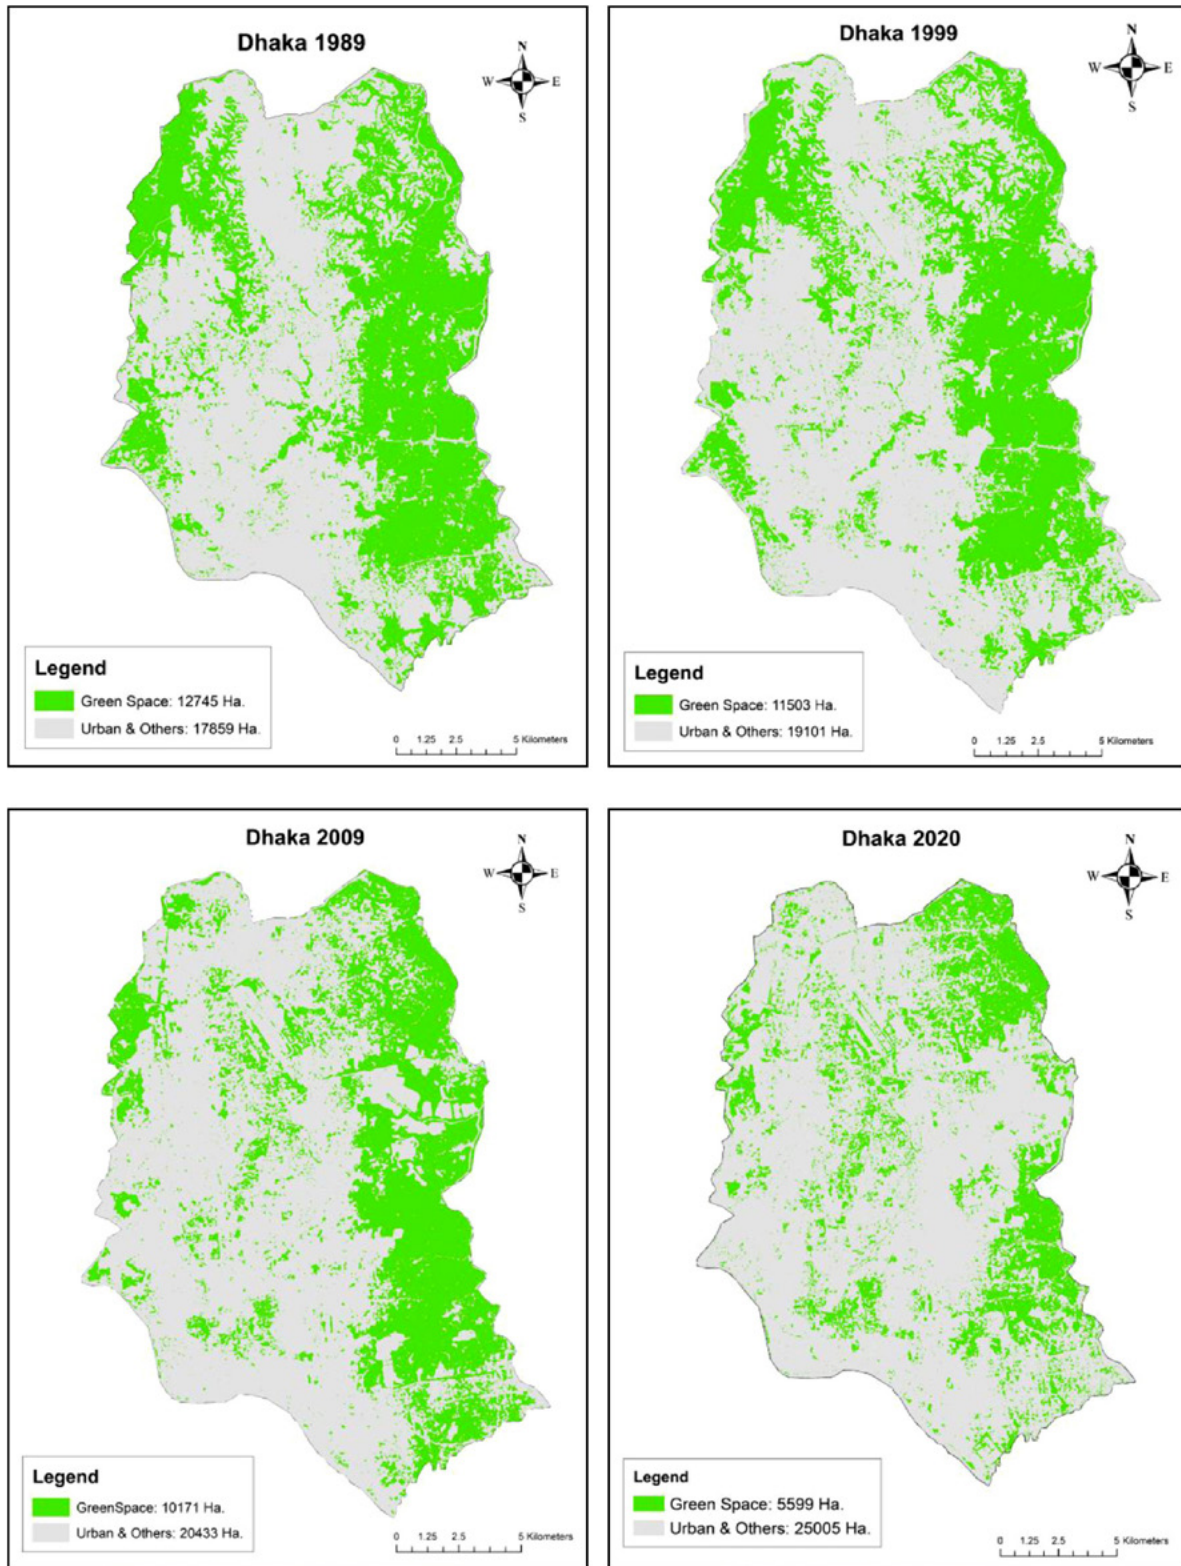 Dhaka 1989
N
W E
S
Legend
Green Space: 12745 Ha.
Urban & Others: 17859 Ha.
0 1.25 2.5 5 Kilometers
Dhaka 1999
N
W E
S
Legend
Green Space: 11503 Ha.
Urban & Others: 19101 Ha.
0 1.25 2.5 5 Kilometers
Dhaka 2009
N
W E
S
Legend
GreenSpace: 10171 Ha.
Urban & Others: 20433 Ha.
0 1.25 2.5 5 Kilometers
Dhaka 2020
N
W E
S
Legend
Green Space: 5599 Ha.
Urban & Others: 25005 Ha.
0 1.25 2.5 5 Kilometers